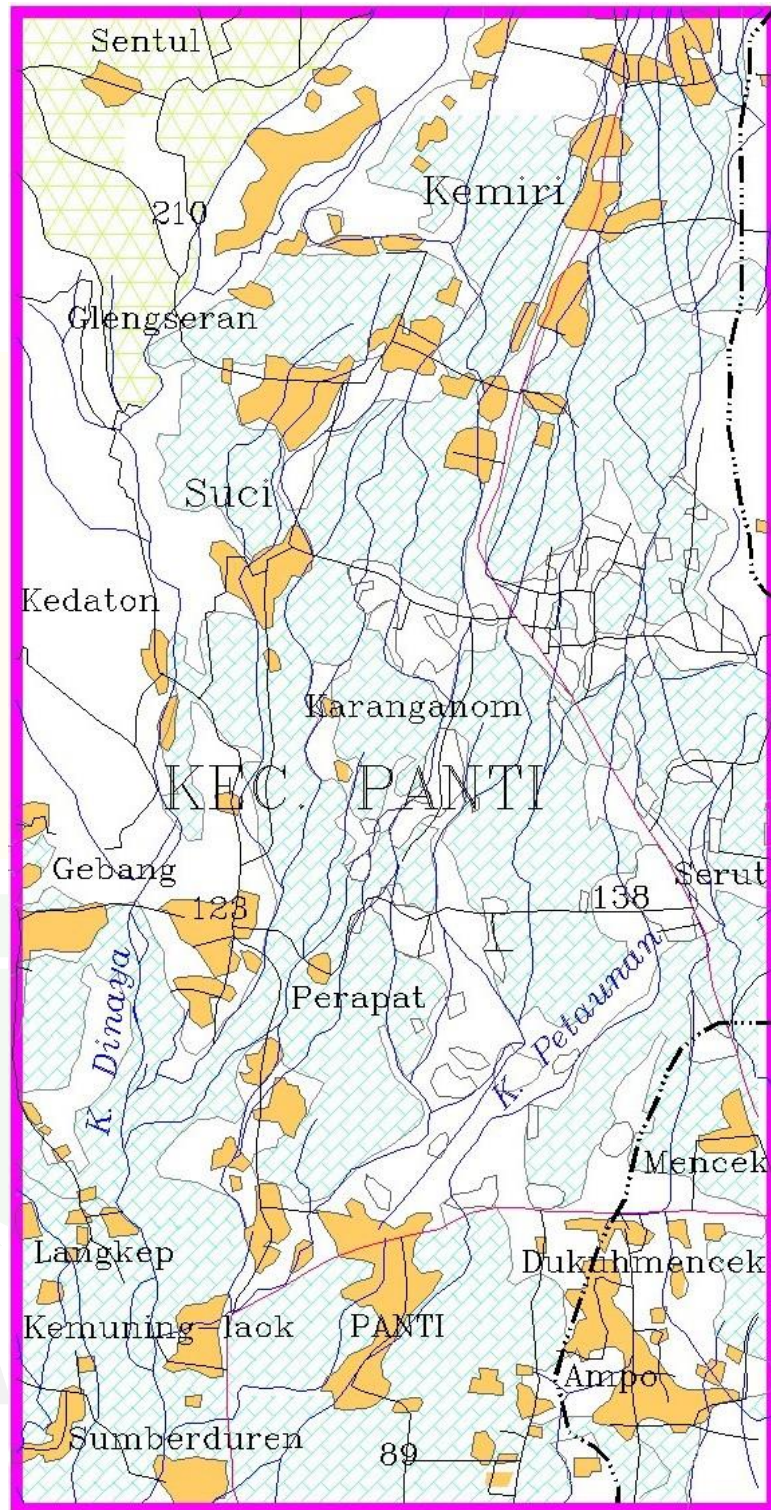 Sentul
Kemiri
210
Glengseran
Suci
Kedaton
Karanganom
KEC. PANTI
Gebang
Serut
123
138
Perapat
K. Dinaya
K. Petaunan
Mencek
Langkep
Dukuhmencek
Kemuning laok
PANTI
Ampo
Sumberduren
89